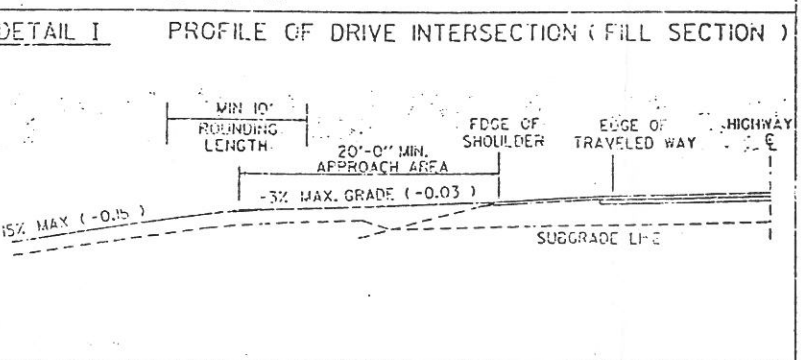 DETAIL I PROFILE OF DRIVE INTERSECTION ( FILL SECTION )
MIN 10'
ROUNDING
LENGTH
20'-0" MIN.
APPROACH AREA
EDGE OF
SHOULDER
EDGE OF
TRAVELED WAY
HIGHWAY
℄
-3% MAX. GRADE ( -0.03 )
15% MAX ( -0.15 )
SUBGRADE LINE